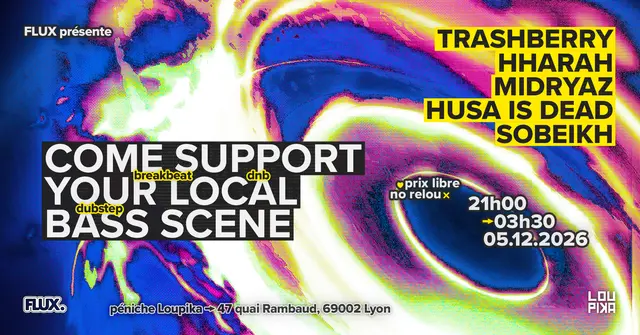 FLUX présente
TRASHBERRY
HHARAH
MIDRYAZ
HUSA IS DEAD
SOBEIKH
COME SUPPORT
breakbeat dnb
YOUR LOCAL
dubstep
BASS SCENE
prix libre
no relou x
21h00
→03h30
05.12.2026
FLUX.
péniche Loupika → 47 quai Rambaud, 69002 Lyon
LOU
PIKA